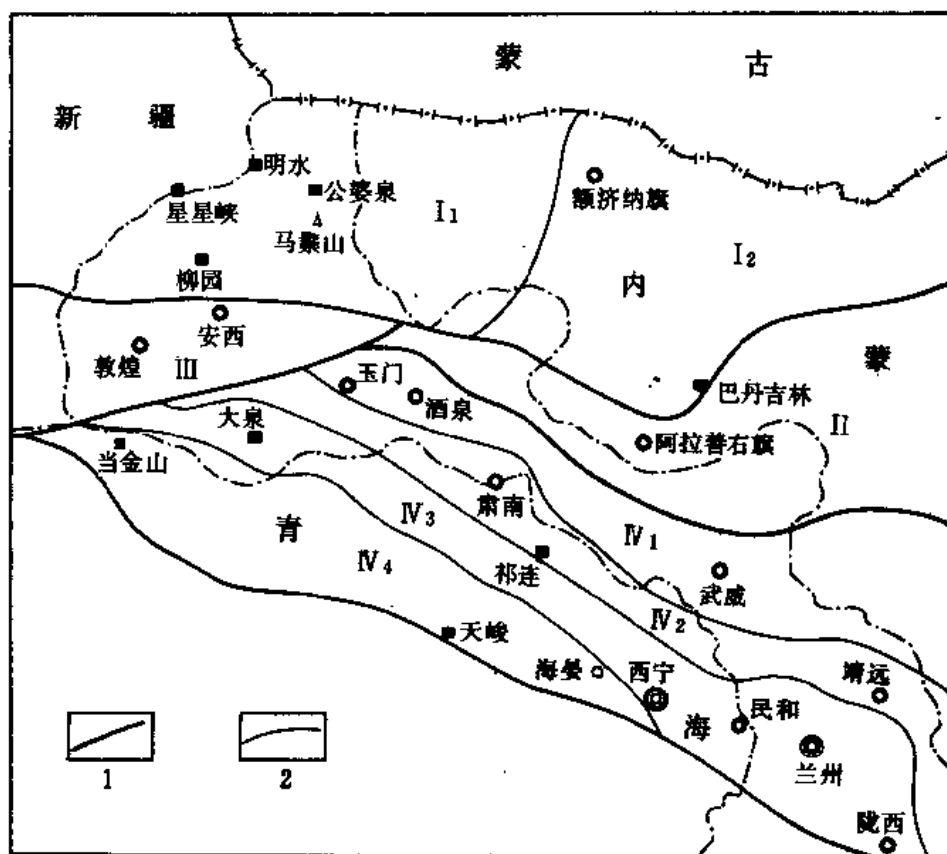 蒙 古
新 疆
明水
公婆泉
星星峡
马鬃山
额济纳旗
Ⅰ1
Ⅰ2
柳园
内
安西
敦煌
Ⅲ
玉门
酒泉
巴丹吉林
蒙
大泉
当金山
阿拉善右旗
Ⅱ
肃南
青
Ⅳ3
Ⅳ1
Ⅳ4
祁连
武威
天峻
Ⅳ2
海晏
西宁
靖远
海
民和
兰州
陇西
1
2